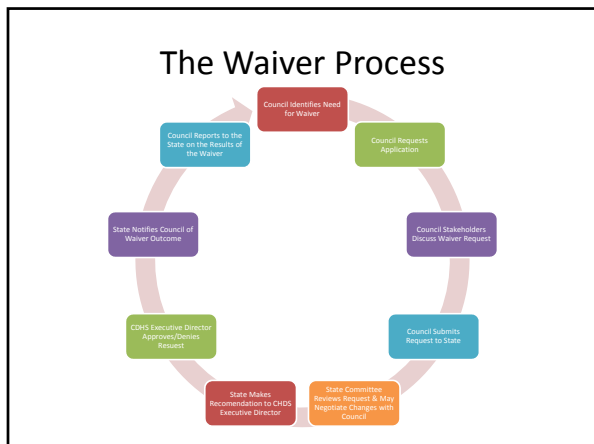 The Waiver Process
Council Identifies Need
for Waiver
Council Requests
Application
Council Stakeholders
Discuss Waiver Request
Council Submits
Request to State
State Committee
Reviews Request & May
Negotiate Changes with
Council
State Makes
Recomendation to CHDS
Executive Director
CDHS Executive Director
Approves/Denies
Resuest
State Notifies Council of
Waiver Outcome
Council Reports to the
State on the Results of
the Waiver